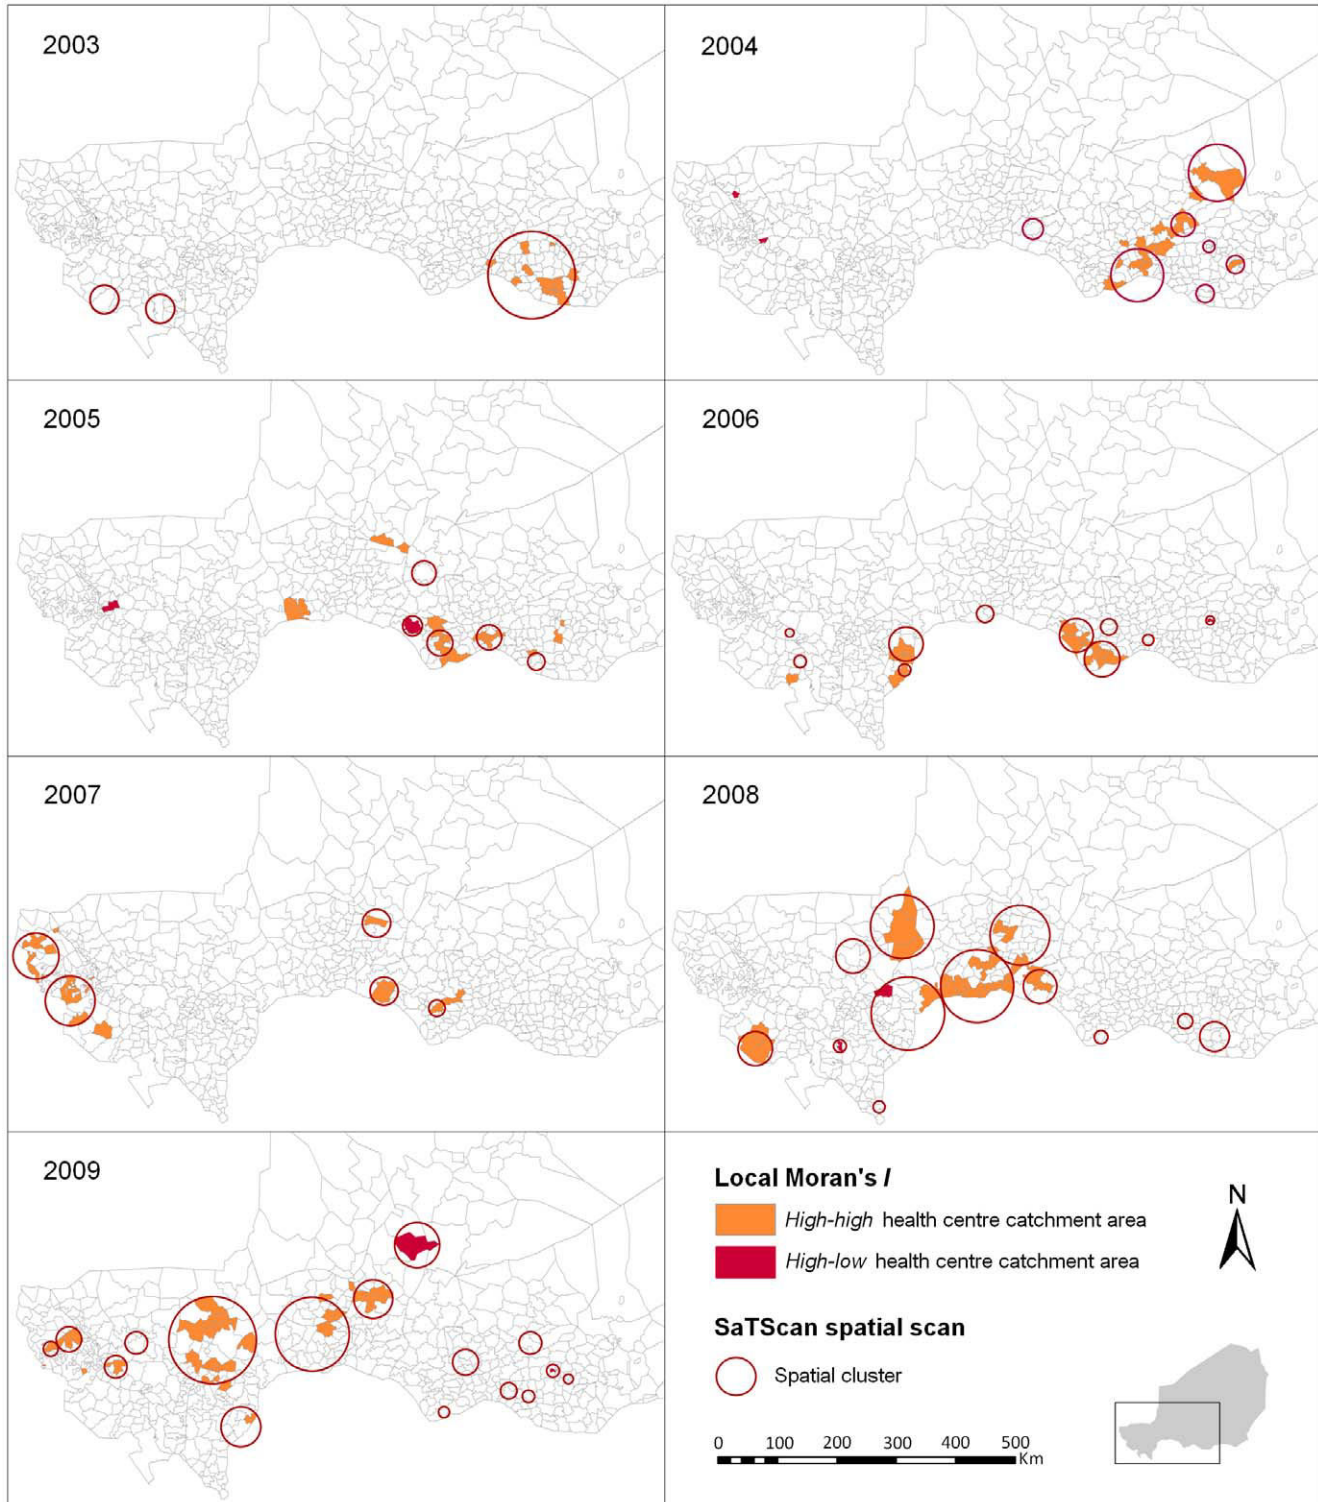 2003
2004
2005
2006
2007
2008
2009
Local Moran's I
High-high health centre catchment area
High-low health centre catchment area
SaTScan spatial scan
Spatial cluster
N
0 100 200 300 400 500
Km